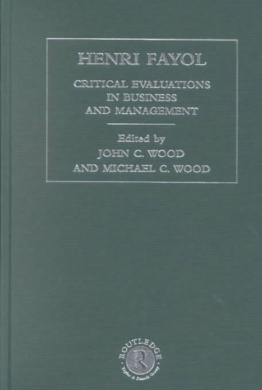 HENRI FAYOL
CRITICAL EVALUATIONS
IN BUSINESS
AND MANAGEMENT
Edited by
JOHN C. WOOD
AND MICHAEL C. WOOD
ROUTLEDGE
R